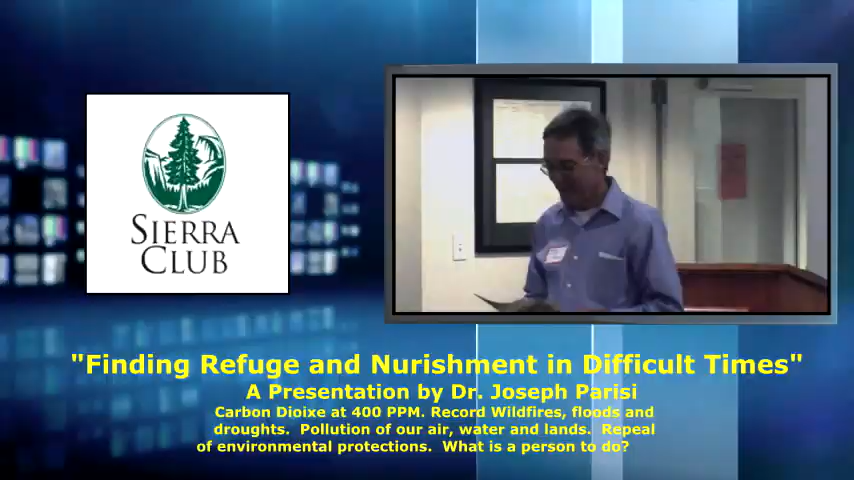 SIERRA
CLUB
"Finding Refuge and Nurishment in Difficult Times"
A Presentation by Dr. Joseph Parisi
Carbon Dioixe at 400 PPM. Record Wildfires, floods and
droughts. Pollution of our air, water and lands. Repeal
of environmental protections. What is a person to do?